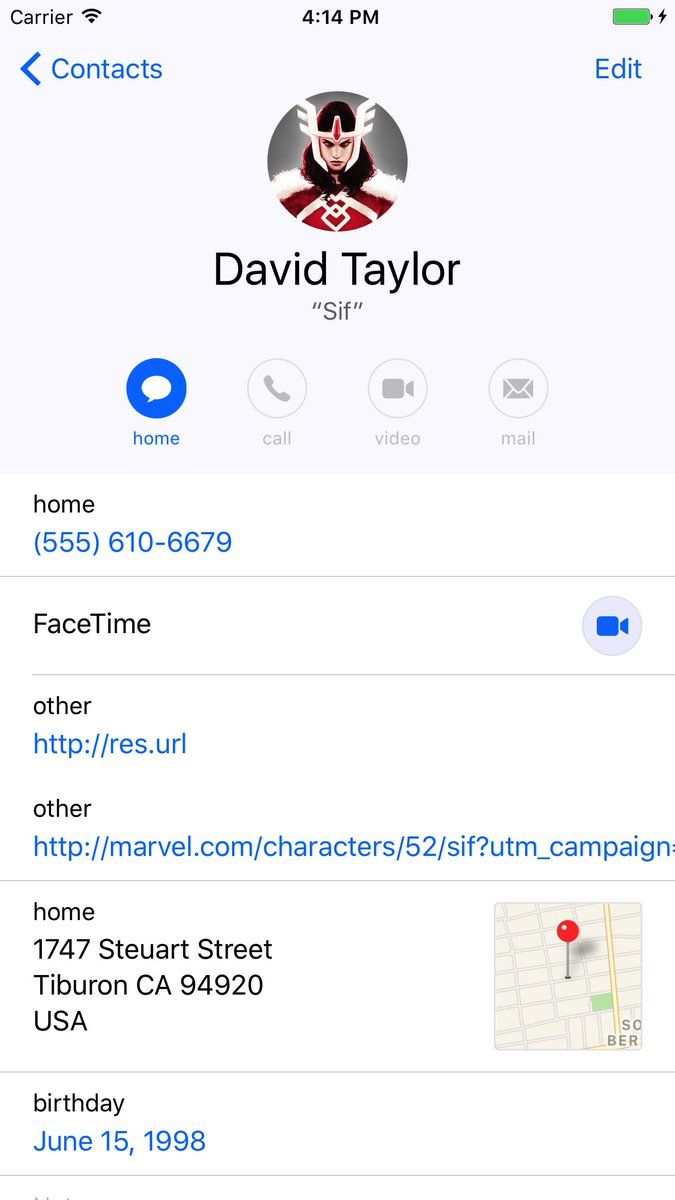 Carrier 4:14 PM
Contacts Edit
David Taylor
“Sif”
home call video mail
home
(555) 610-6679
FaceTime
other
http://res.url
other
http://marvel.com/characters/52/sif?utm_campaign=
home
1747 Steuart Street
Tiburon CA 94920
USA
SO
BER
birthday
June 15, 1998